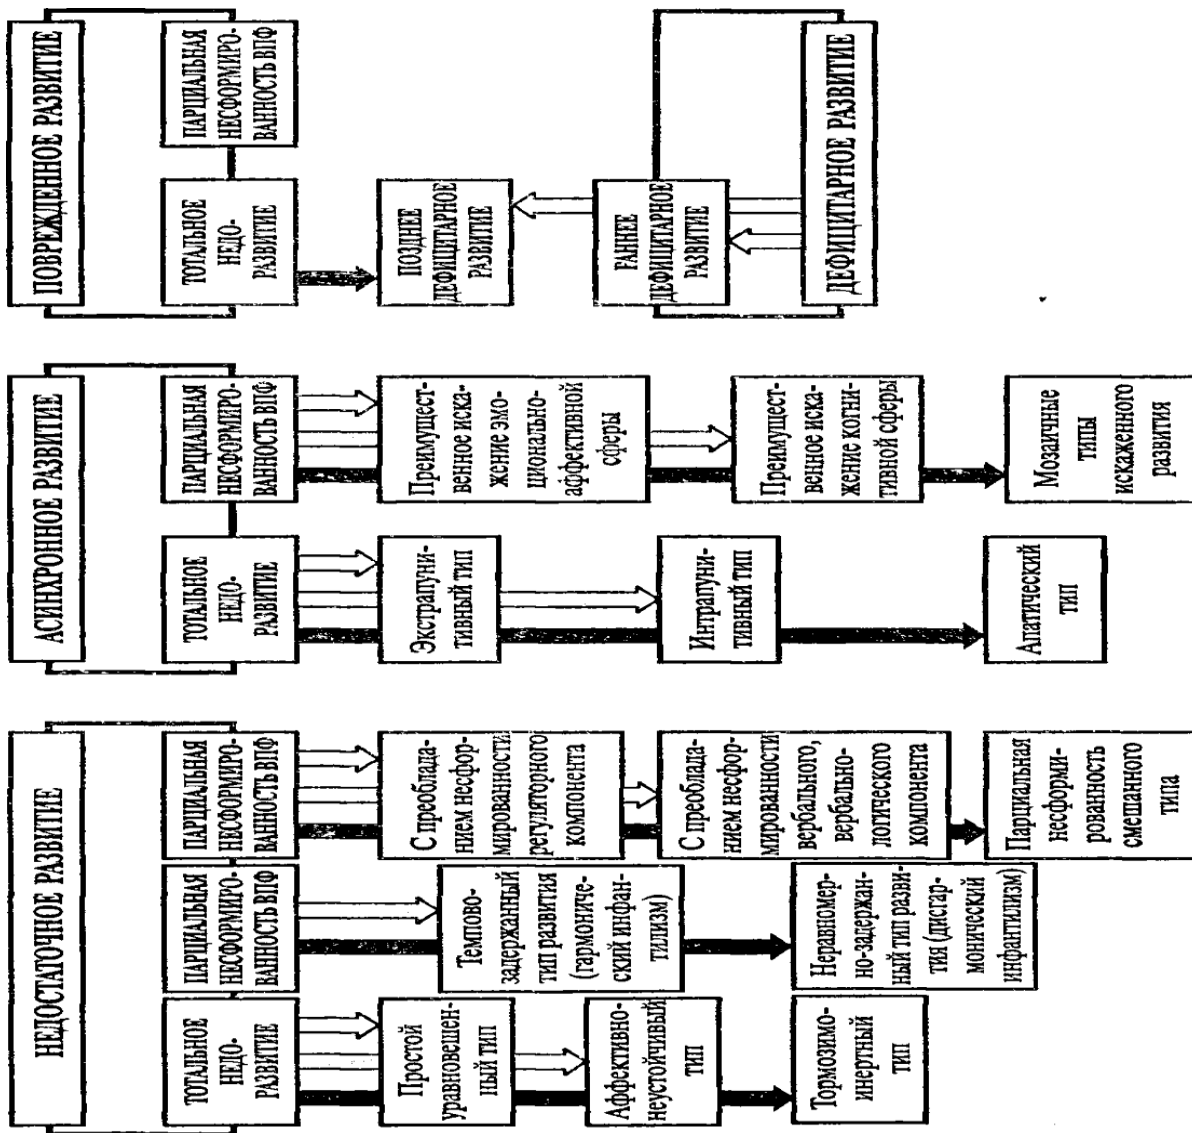 НЕДОСТАТОЧНОЕ РАЗВИТИЕ
ТОТАЛЬНОЕ
НЕДО-
РАЗВИТИЕ
Простой
уравновешен-
ный тип
Аффективно-
неустойчивый
тип
Тормозимо-
инертный
тип
ПАРЦИАЛЬНАЯ
НЕСФОРМИРО-
ВАННОСТЬ ВПФ
Темпово-
задержанный
тип развития
(гармониче-
ский инфан-
тилизм)
Неравномер-
но-задержан-
ный тип разви-
тия (дисгар-
монический
инфантилизм)
ПАРЦИАЛЬНАЯ
НЕСФОРМИРО-
ВАННОСТЬ ВПФ
С преоблада-
нием несфор-
мированности
регуляторного
компонента
С преоблада-
нием несфор-
мированности
вербального,
вербально-
логического
компонента
Парциальная
несформи-
рованность
смешанного
типа
АСИНХРОННОЕ РАЗВИТИЕ
ТОТАЛЬНОЕ
НЕДО-
РАЗВИТИЕ
Экстрапуни-
тивный тип
Интрапуни-
тивный тип
Апатический
тип
ПАРЦИАЛЬНАЯ
НЕСФОРМИРО-
ВАННОСТЬ ВПФ
Преимущест-
венное иска-
жение эмо-
ционально-
аффективной
сферы
Преимущест-
венное иска-
жение когни-
тивной сферы
Мозаичные
типы
искаженного
развития
ПОВРЕЖДЕННОЕ РАЗВИТИЕ
ТОТАЛЬНОЕ
НЕДО-
РАЗВИТИЕ
ПАРЦИАЛЬНАЯ
НЕСФОРМИРО-
ВАННОСТЬ ВПФ
ПОЗДНЕЕ
ДЕФИЦИТАРНОЕ
РАЗВИТИЕ
РАННЕЕ
ДЕФИЦИТАРНОЕ
РАЗВИТИЕ
ДЕФИЦИТАРНОЕ РАЗВИТИЕ